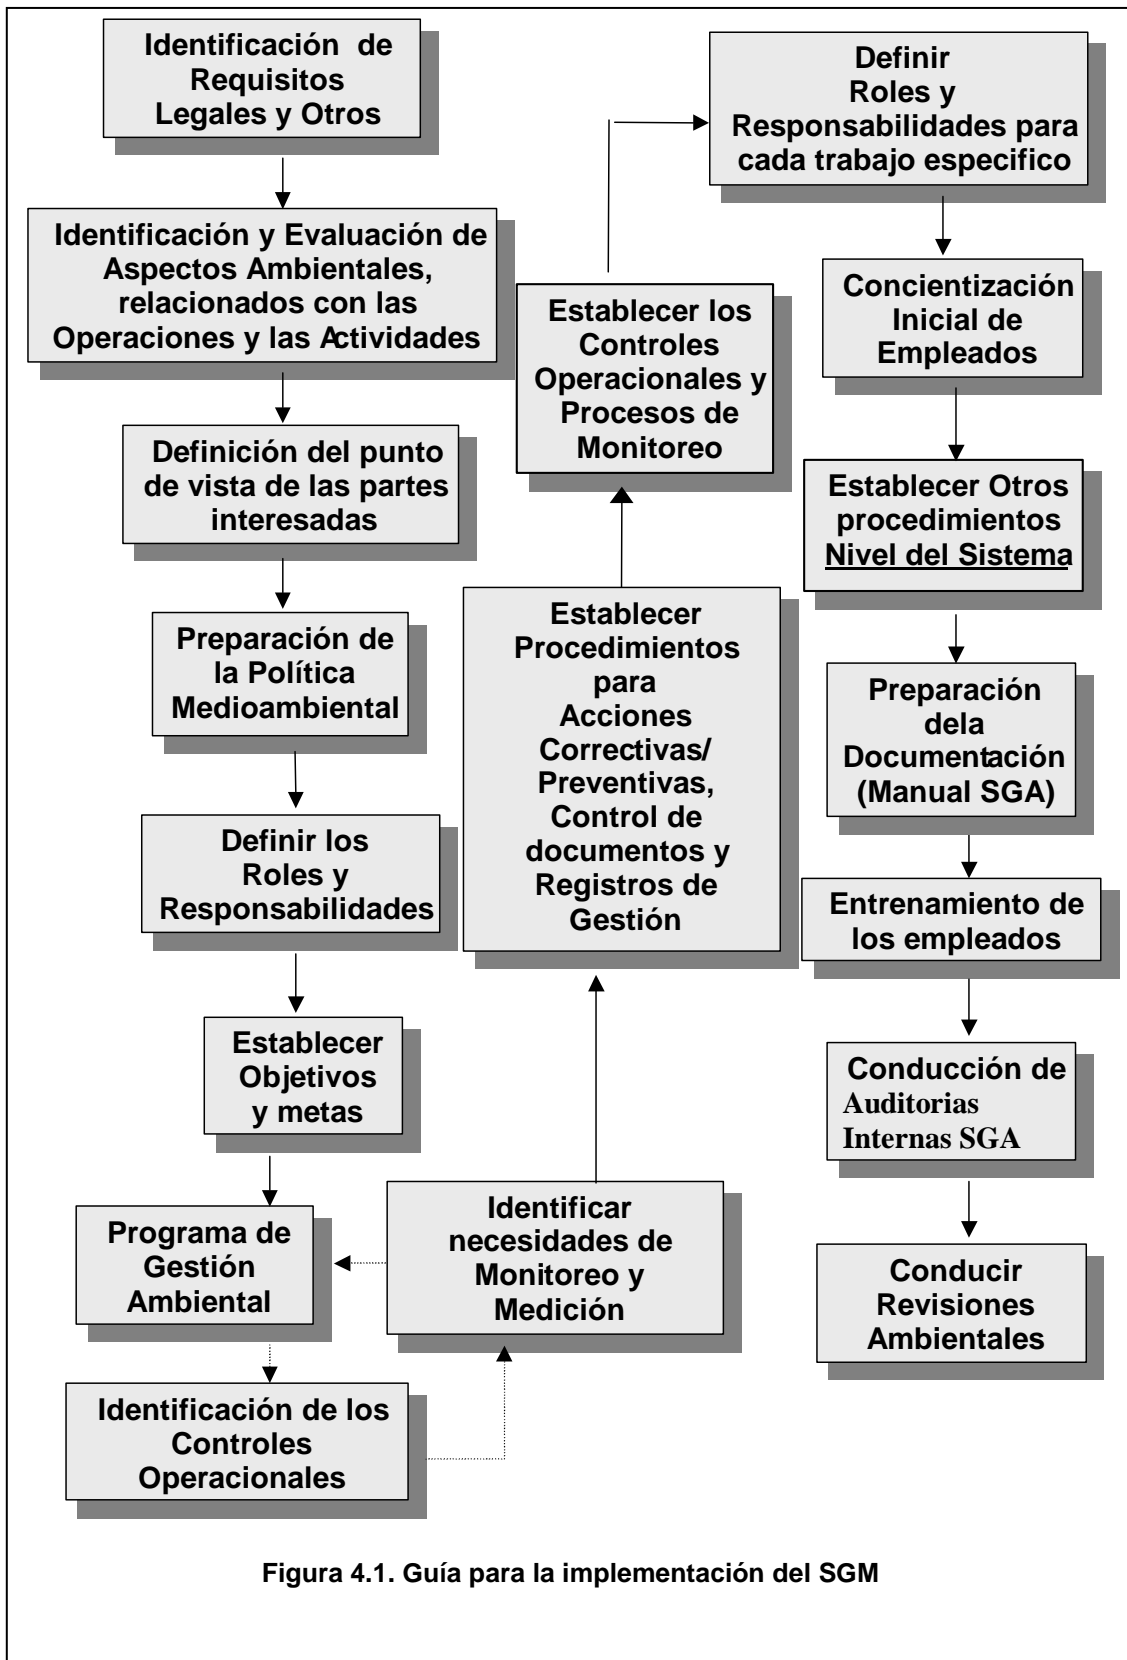 Identificación de
Requisitos
Legales y Otros
Identificación y Evaluación de
Aspectos Ambientales,
relacionados con las
Operaciones y las Actividades
Definición del punto
de vista de las partes
interesadas
Preparación de
la Política
Medioambiental
Definir los
Roles y
Responsabilidades
Establecer
Objetivos
y metas
Programa de
Gestión
Ambiental
Identificación de los
Controles
Operacionales
Identificar
necesidades de
Monitoreo y
Medición
Establecer
Procedimientos
para
Acciones
Correctivas/
Preventivas,
Control de
documentos y
Registros de
Gestión
Establecer los
Controles
Operacionales y
Procesos de
Monitoreo
Definir
Roles y
Responsabilidades para
cada trabajo especifico
Concientización
Inicial de
Empleados
Establecer Otros
procedimientos
Nivel del Sistema
Preparación
dela
Documentación
(Manual SGA)
Entrenamiento de
los empleados
Conducción de
Auditorias
Internas SGA
Conducir
Revisiones
Ambientales
Figura 4.1. Guía para la implementación del SGM